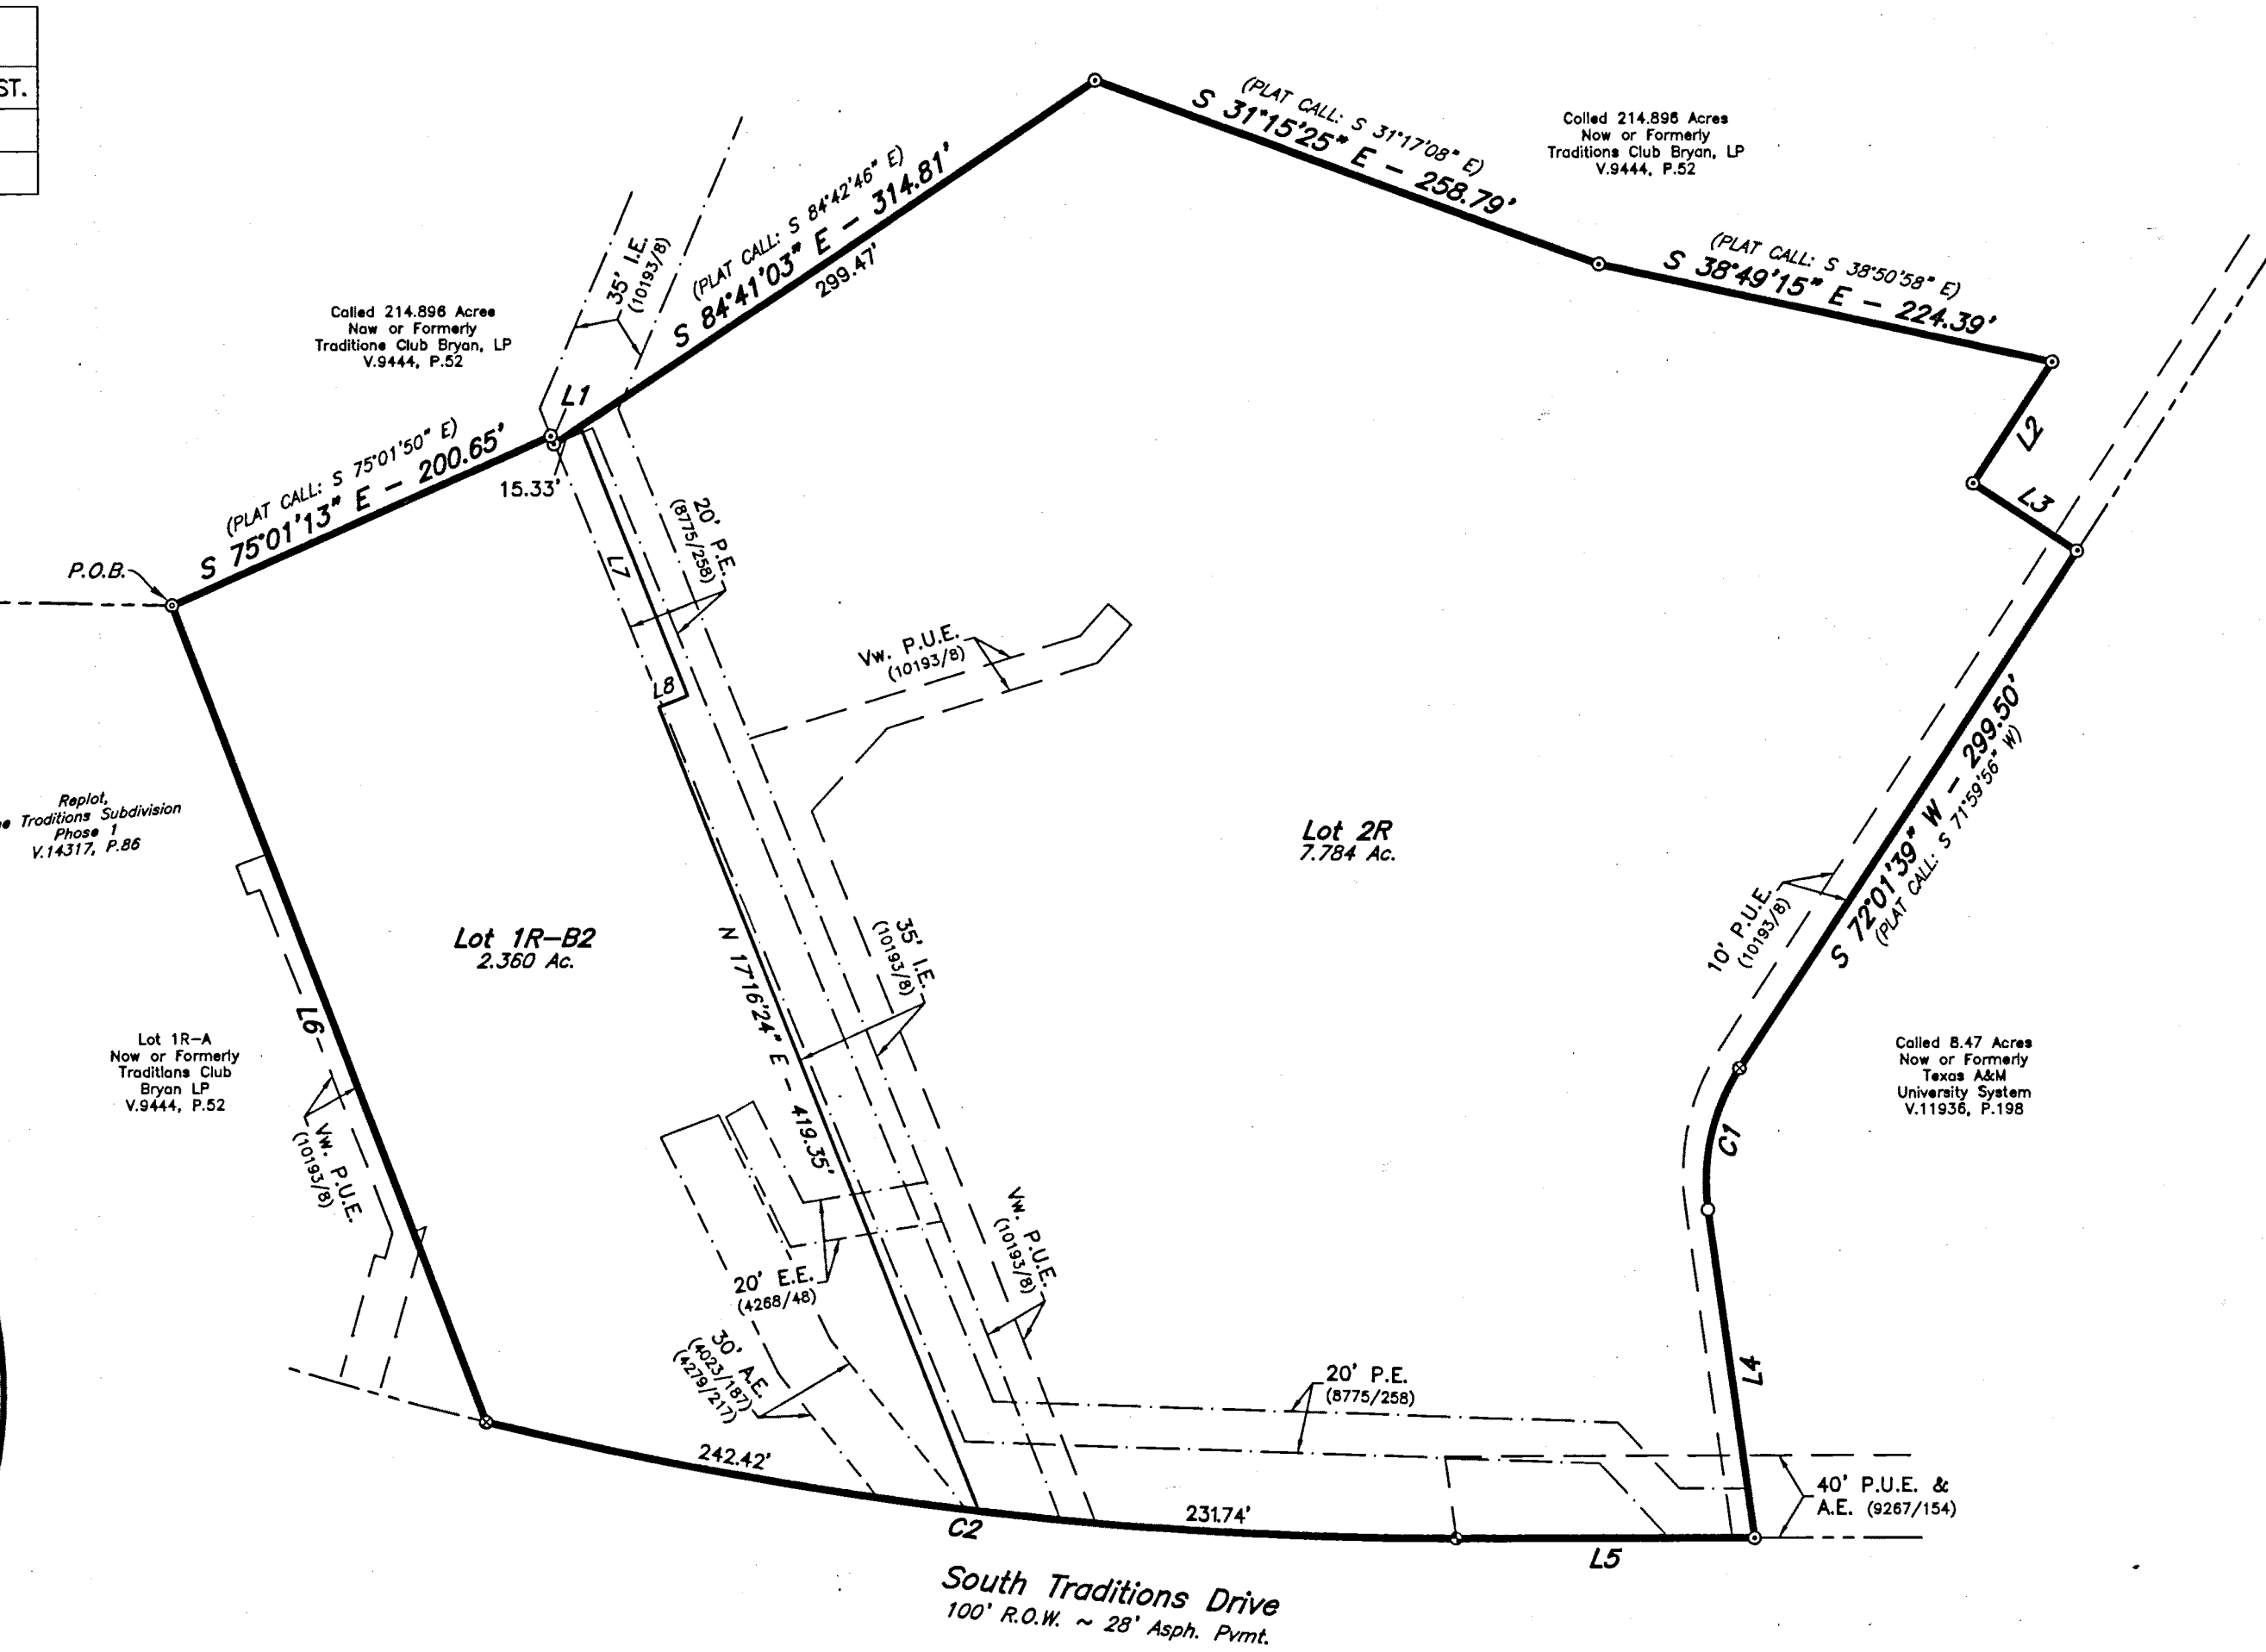 ST.
(PLAT CALL: S 31°17'08" E)
S 31°15'25" E - 258.79'
Called 214.896 Acres
Now or Formerly
Traditions Club Bryan, LP
V.9444, P.52
(PLAT CALL: S 84°42'46" E)
S 84°41'03" E - 314.81'
299.47'
35' I.E.
(10193/8)
(PLAT CALL: S 38°50'58" E)
S 38°49'15" E - 224.39'
Called 214.896 Acres
Now or Formerly
Traditions Club Bryan, LP
V.9444, P.52
L1
L2
(PLAT CALL: S 75°01'50" E)
S 75°01'13" E - 200.65'
15.33'
L3
20' P.E.
(8775/258)
P.O.B.
L7
Vw. P.U.E.
(10193/8)
L8
S 72°01'39" W - 299.50'
(PLAT CALL: S 71°59'56" W)
Replat,
Traditions Subdivision
Phase 1
V.14317, P.86
Lot 2R
7.784 Ac.
10' P.U.E.
(10193/8)
Lot 1R-B2
2.360 Ac.
N 17°16'24" E - 419.35'
35' I.E.
(10193/8)
L6
Lot 1R-A
Now or Formerly
Traditions Club
Bryan LP
V.9444, P.52
Called 8.47 Acres
Now or Formerly
Texas A&M
University System
V.11936, P.198
C1
Vw. P.U.E.
(10193/8)
Vw. P.U.E.
(10193/8)
20' E.E.
(4268/48)
30' A.E.
(4023/187)
(4279/217)
20' P.E.
(8775/258)
L4
242.42'
40' P.U.E. &
A.E. (9267/154)
231.74'
C2
L5
South Traditions Drive
100' R.O.W. ~ 28' Asph. Pvmt.